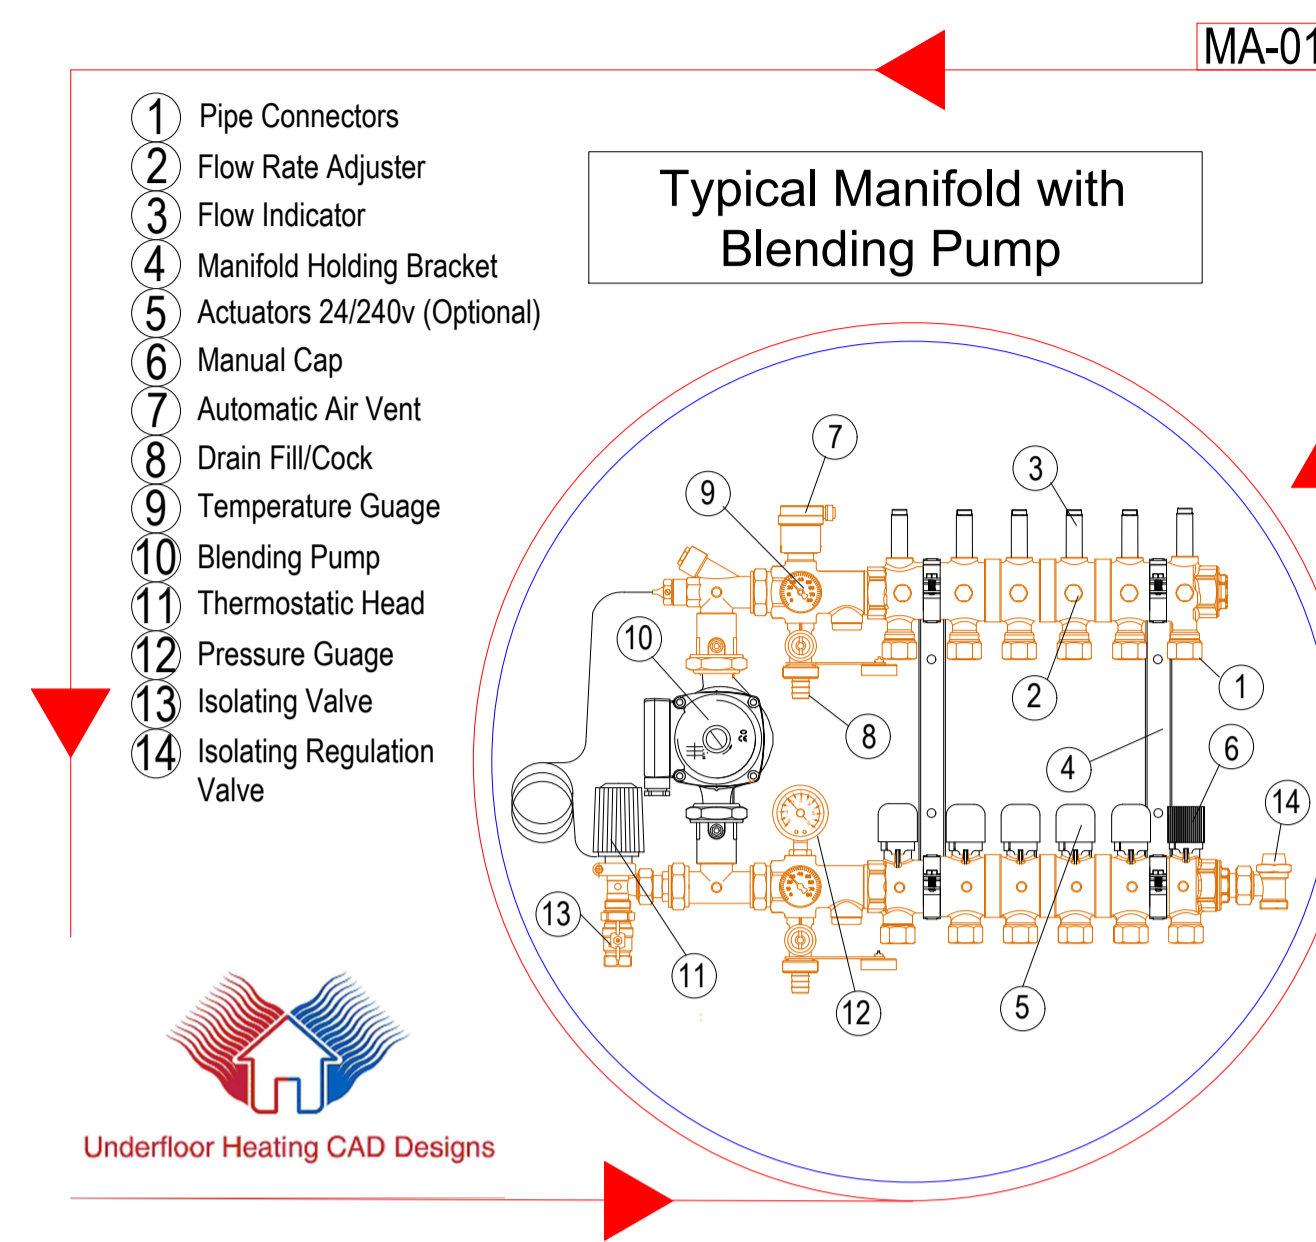 MA-01
1 Pipe Connectors
2 Flow Rate Adjuster
3 Flow Indicator
4 Manifold Holding Bracket
5 Actuators 24/240v (Optional)
6 Manual Cap
7 Automatic Air Vent
8 Drain Fill/Cock
9 Temperature Guage
10 Blending Pump
11 Thermostatic Head
12 Pressure Guage
13 Isolating Valve
14 Isolating Regulation
Valve
Typical Manifold with
Blending Pump
7
3
9
10
2
1
8
4
6
14
13
11
12
5
Underfloor Heating CAD Designs